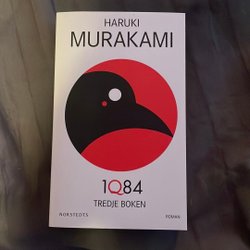 HARUKI
MURAKAMI
1Q84
TREDJE BOKEN
NORSTEDTS
ROMAN